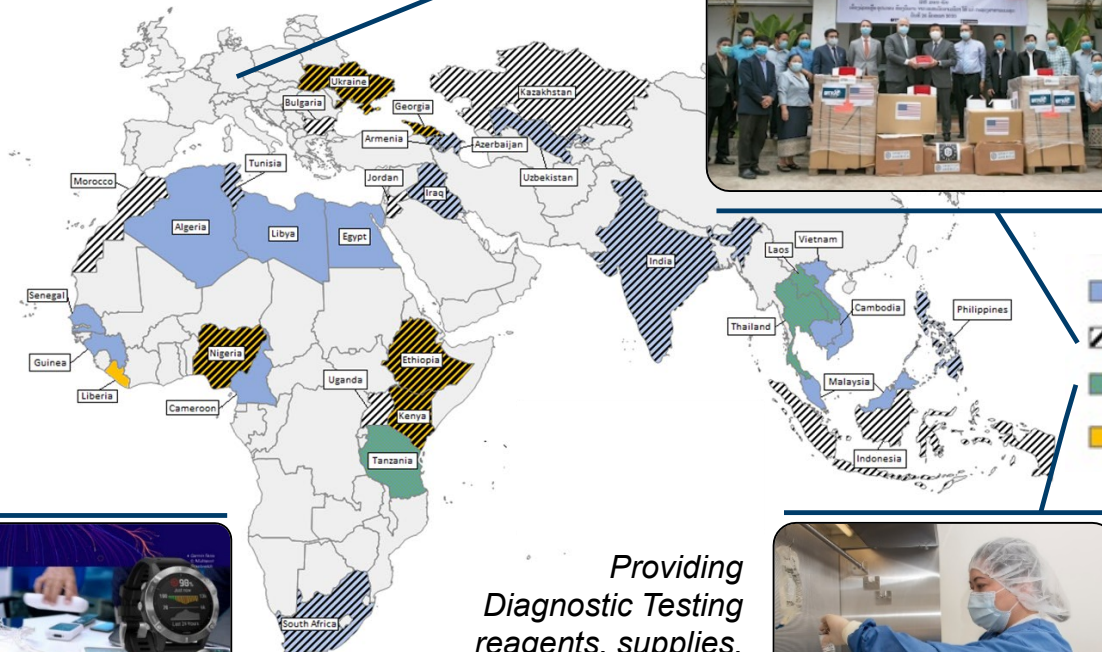 Ukraine
Kazakhstan
Bulgaria
Georgia
Armenia
Azerbaijan
Tunisia
Jordan
Uzbekistan
Morocco
Iraq
Algeria
Libya
Egypt
India
Laos
Vietnam
Senegal
Cambodia
Philippines
Thailand
Guinea
Nigeria
Ethiopia
Liberia
Uganda
Malaysia
Cameroon
Kenya
Tanzania
Indonesia
South Africa
98%
Providing
Diagnostic Testing
reagents, supplies,